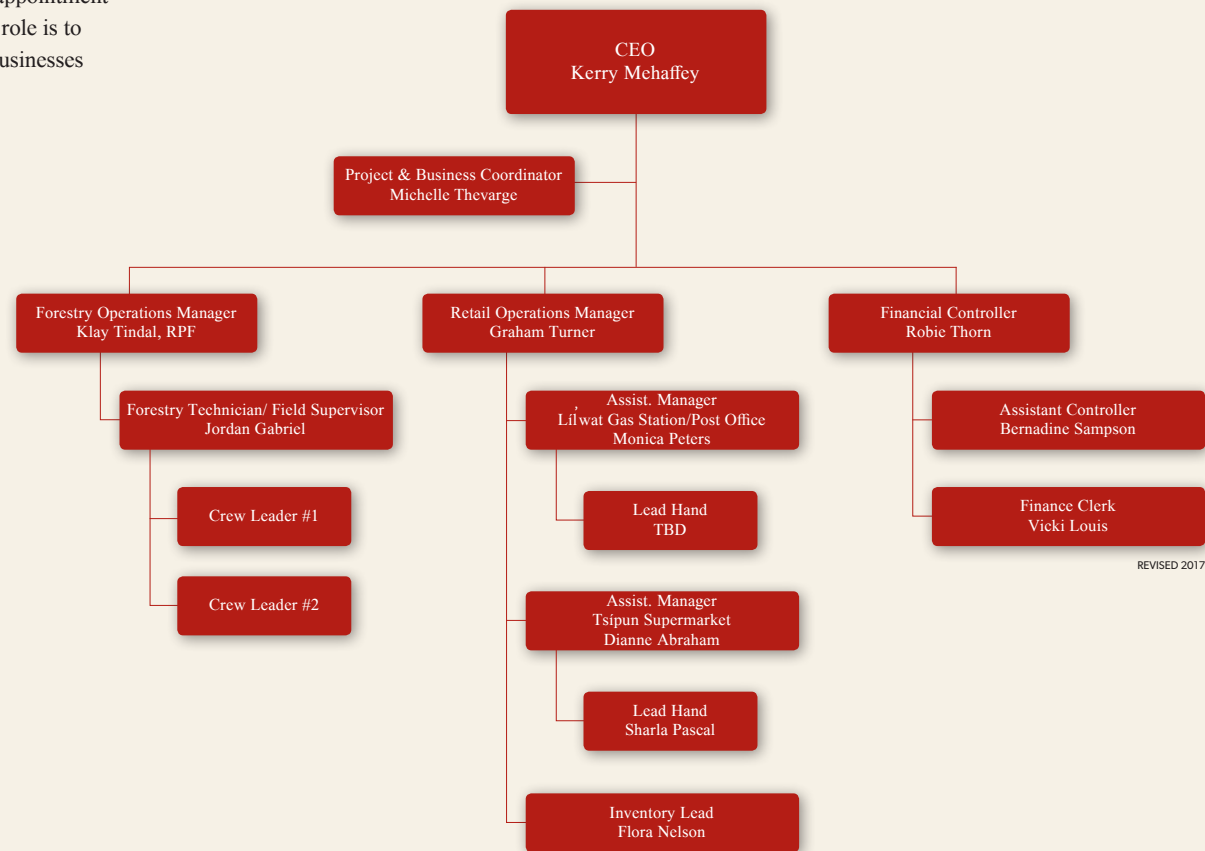 appointment
role is to
usinesses
CEO
Kerry Mehaffey
Project & Business Coordinator
Michelle Thevarge
Forestry Operations Manager
Klay Tindal, RPF
Forestry Technician/ Field Supervisor
Jordan Gabriel
Crew Leader #1
Crew Leader #2
Retail Operations Manager
Graham Turner
Assist. Manager
Líl̓wat Gas Station/Post Office
Monica Peters
Lead Hand
TBD
Assist. Manager
Tsípun Supermarket
Dianne Abraham
Lead Hand
Sharla Pascal
Inventory Lead
Flora Nelson
Financial Controller
Robie Thorn
Assistant Controller
Bernadine Sampson
Finance Clerk
Vicki Louis
REVISED 2017